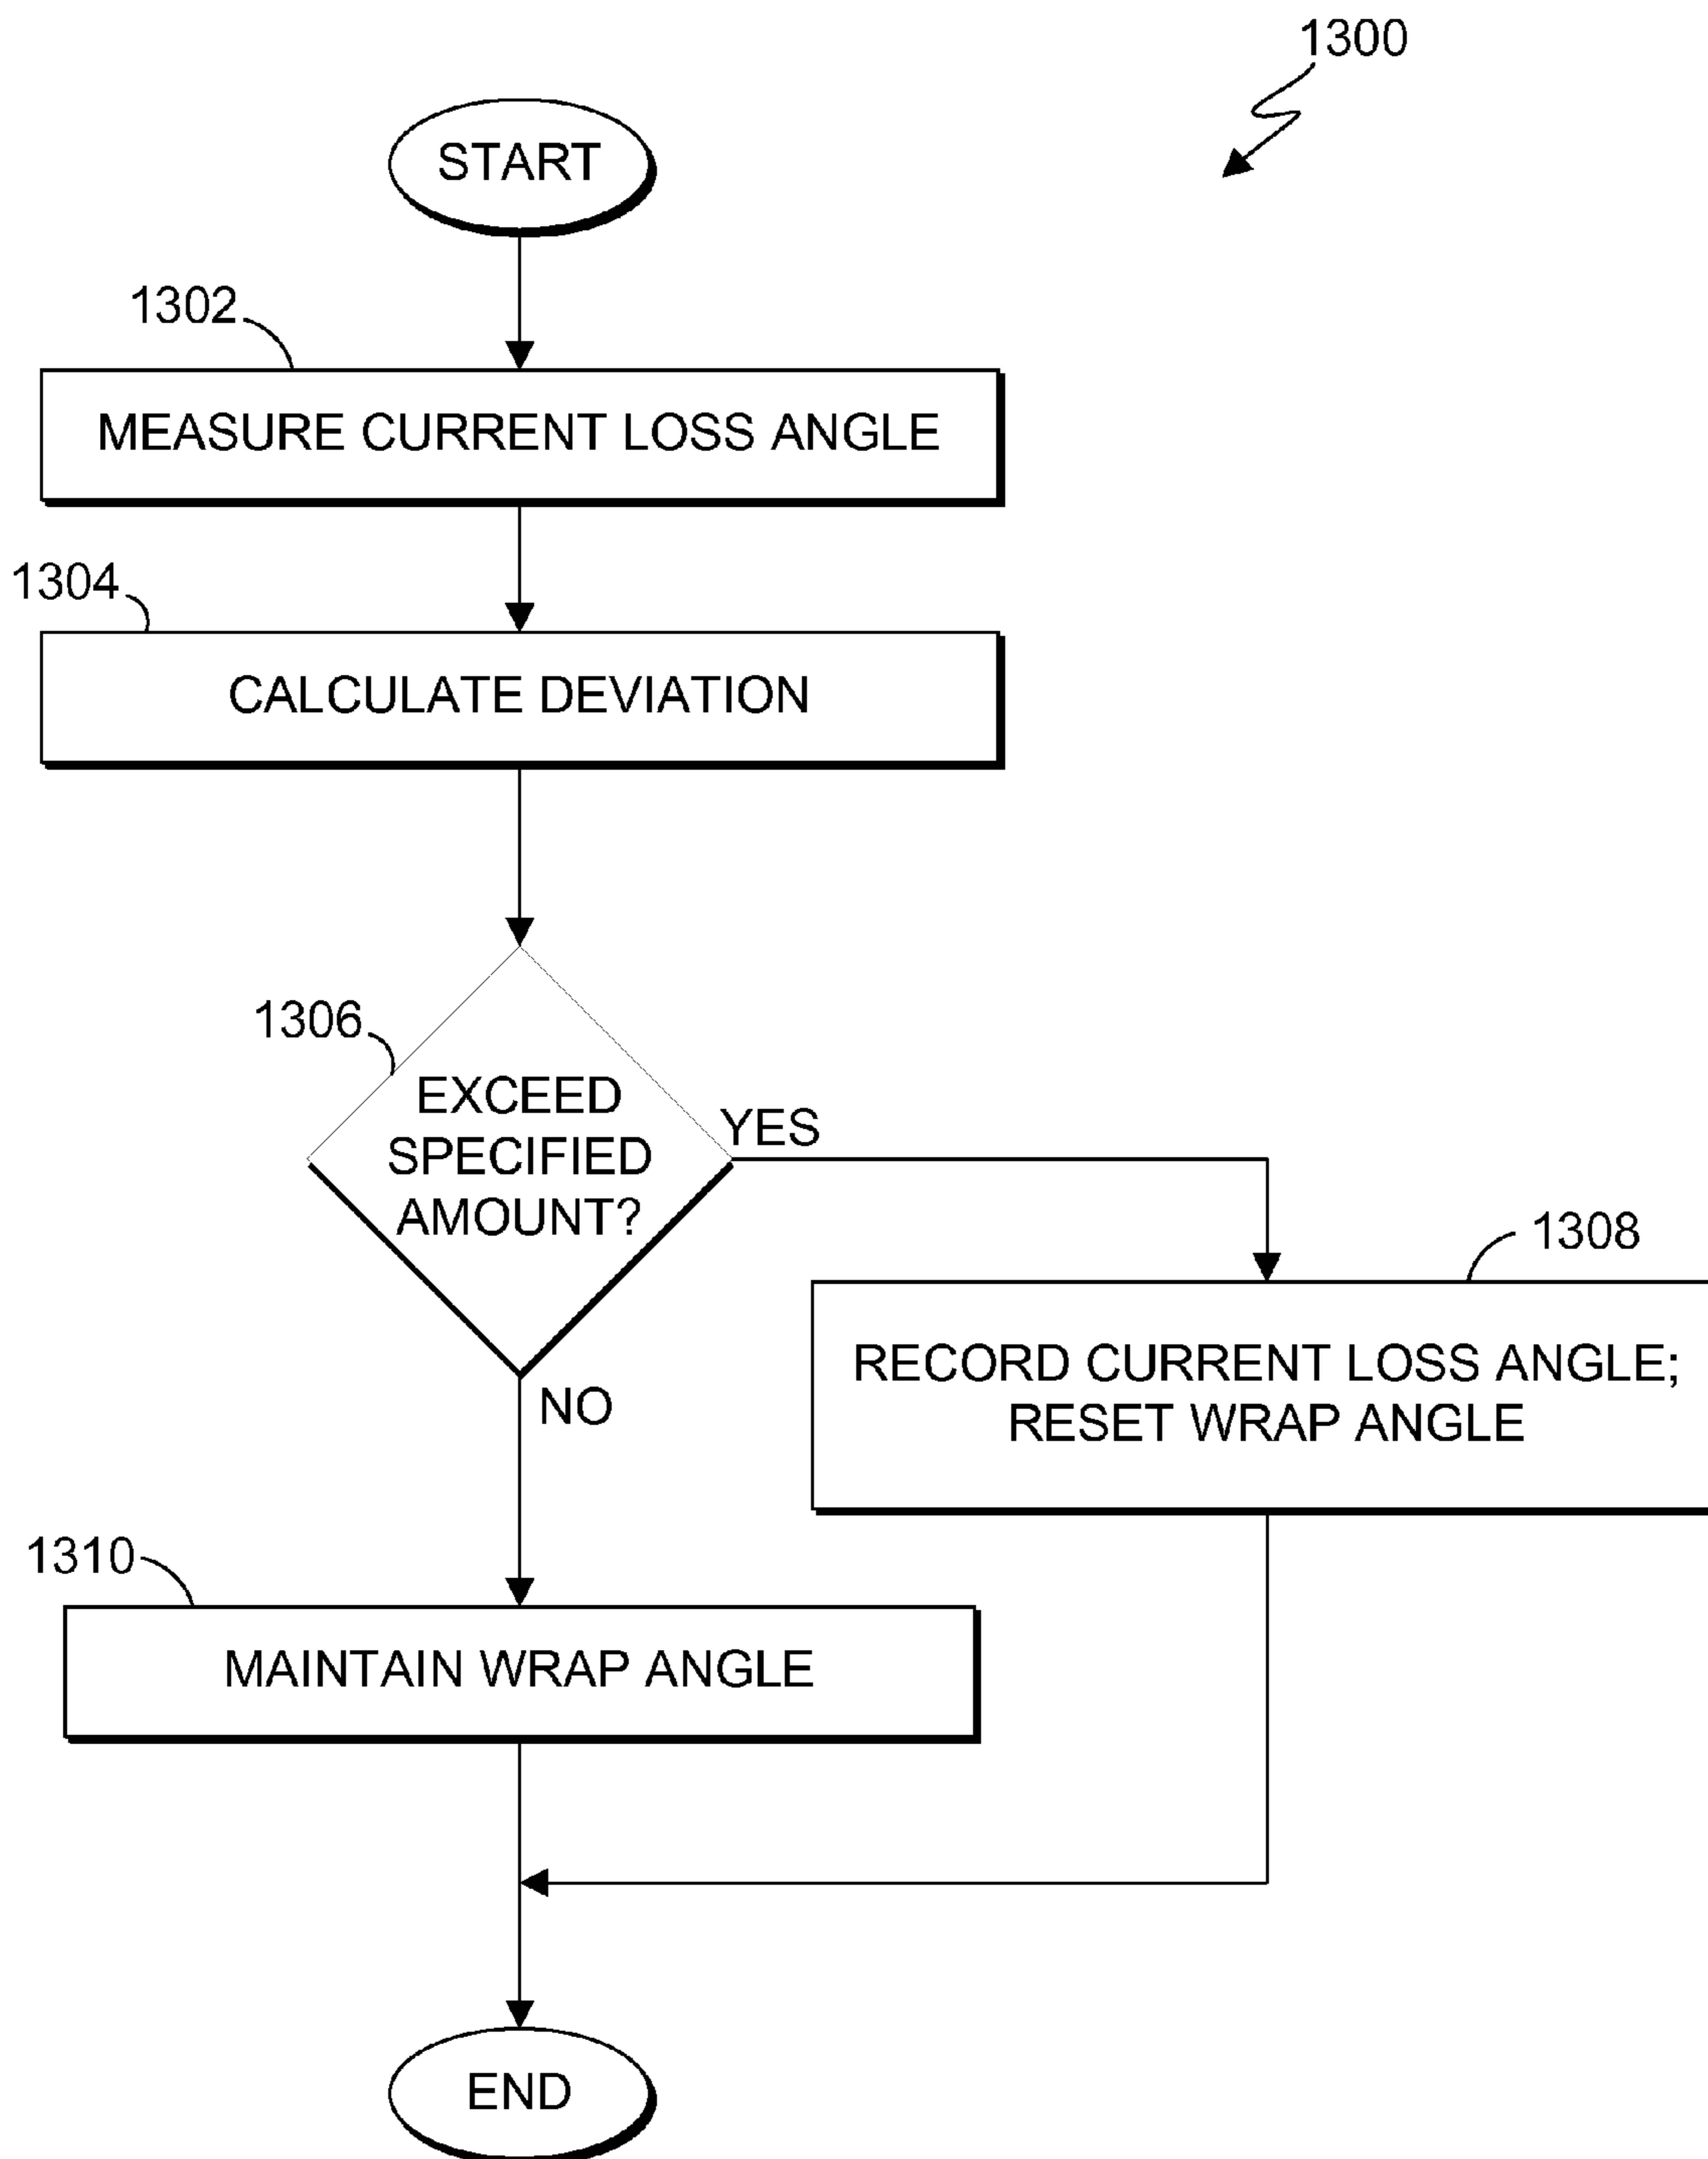 1300
START
1302
MEASURE CURRENT LOSS ANGLE
1304
CALCULATE DEVIATION
1306
EXCEED
SPECIFIED
AMOUNT?
YES
NO
1308
RECORD CURRENT LOSS ANGLE;
RESET WRAP ANGLE
1310
MAINTAIN WRAP ANGLE
END